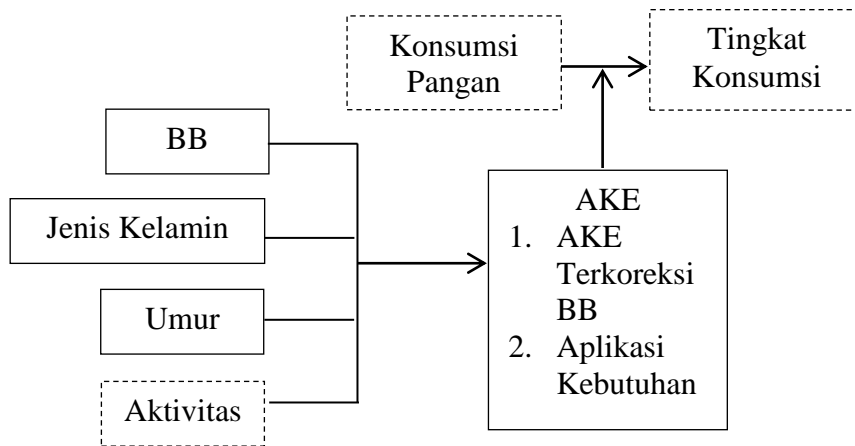 Konsumsi
Pangan
Tingkat
Konsumsi
BB
Jenis Kelamin
Umur
Aktivitas
AKE
1. AKE
Terkoreksi
BB
2. Aplikasi
Kebutuhan